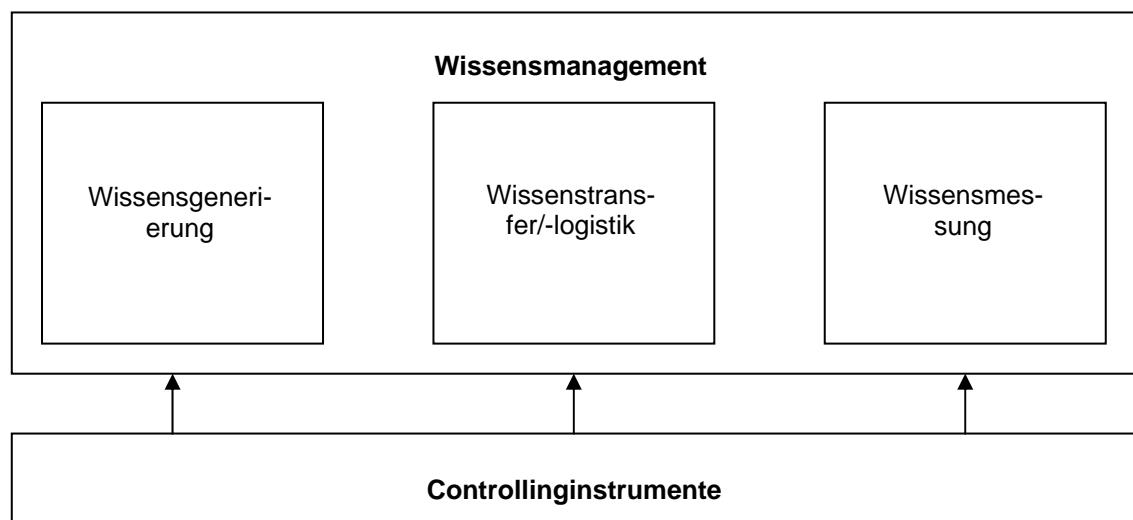 Wissensmanagement
Wissensgeneri-
erung
Wissenstrans-
fer/-logistik
Wissensmes-
sung
Controllinginstrumente